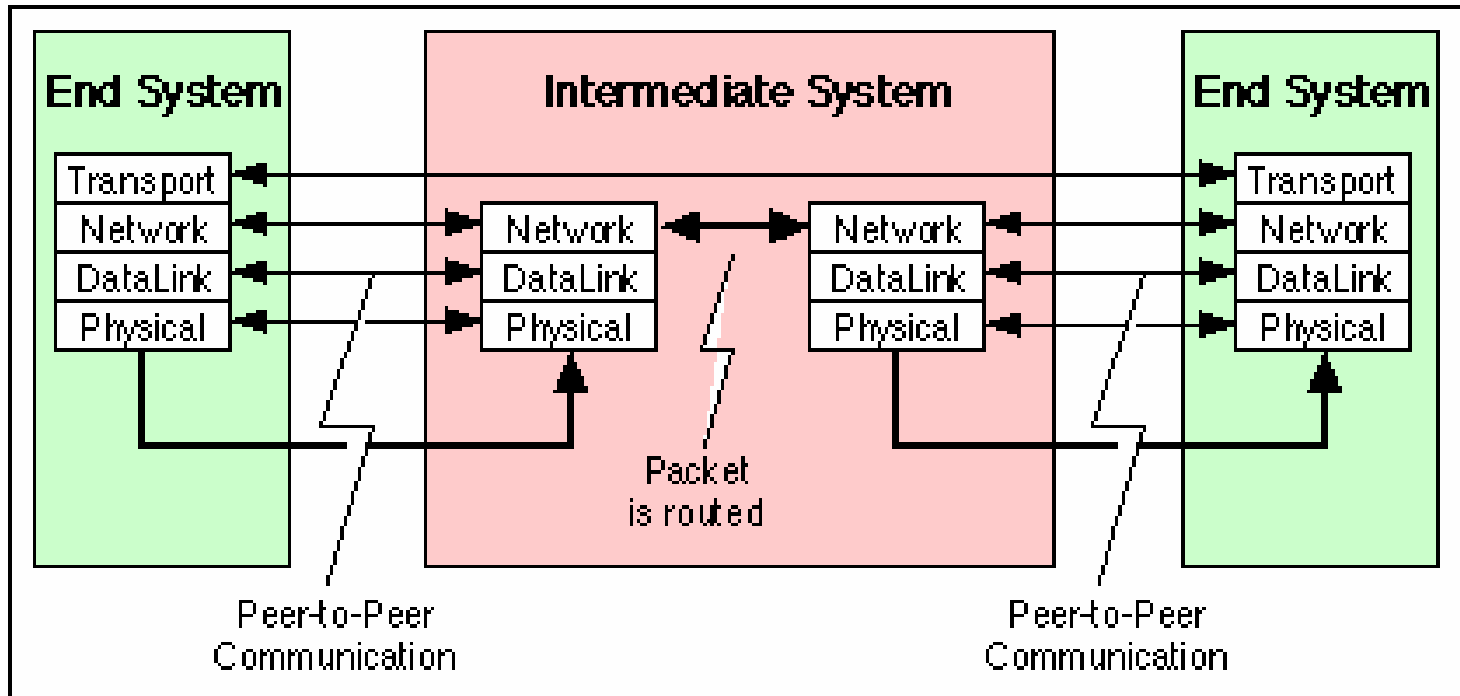 End System
Intermediate System
End System
Transport
Transport
Network
Network
Network
Network
DataLink
DataLink
DataLink
DataLink
Physical
Physical
Physical
Physical
Packet
is routed
Peer-to-Peer
Communication
Peer-to-Peer
Communication